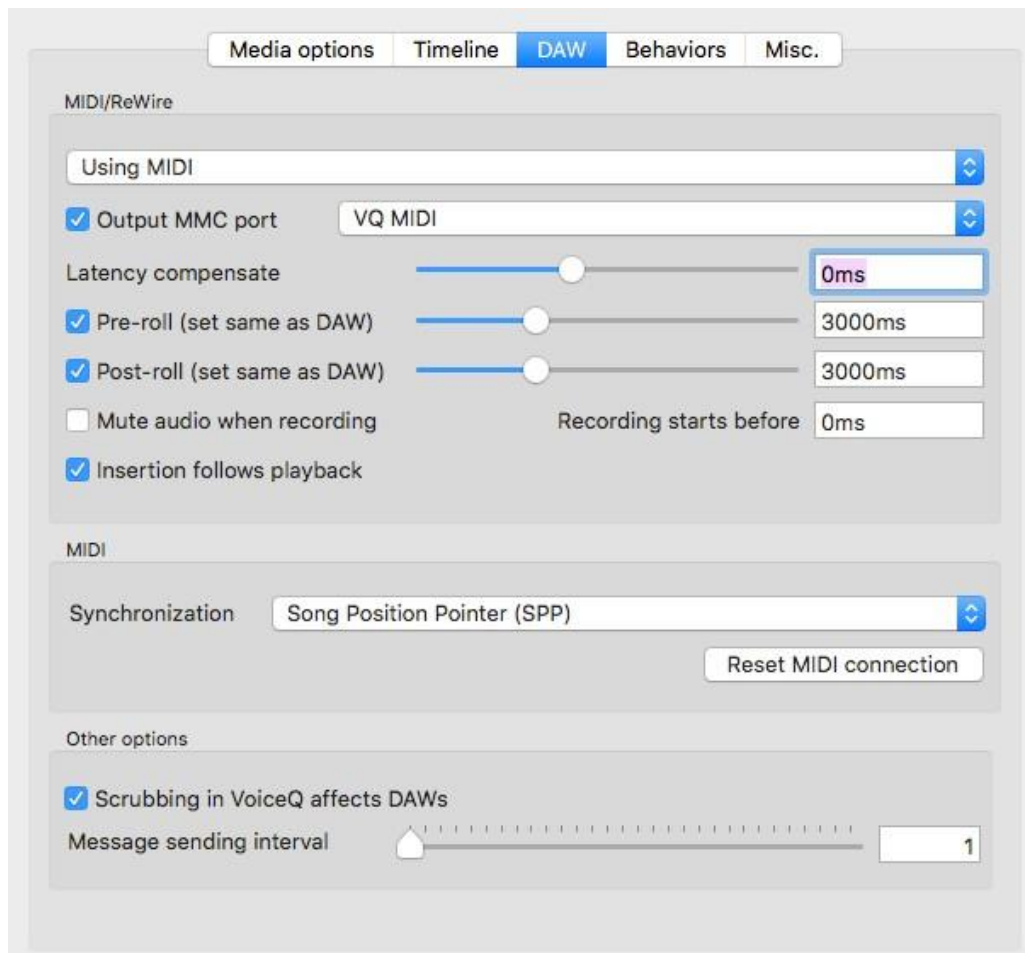 Media options Timeline DAW Behaviors Misc.
MIDI/ReWire
Using MIDI
Output MMC port VQ MIDI
Latency compensate 0ms
Pre-roll (set same as DAW) 3000ms
Post-roll (set same as DAW) 3000ms
Mute audio when recording Recording starts before 0ms
Insertion follows playback
MIDI
Synchronization Song Position Pointer (SPP)
Reset MIDI connection
Other options
Scrubbing in VoiceQ affects DAWs
Message sending interval 1